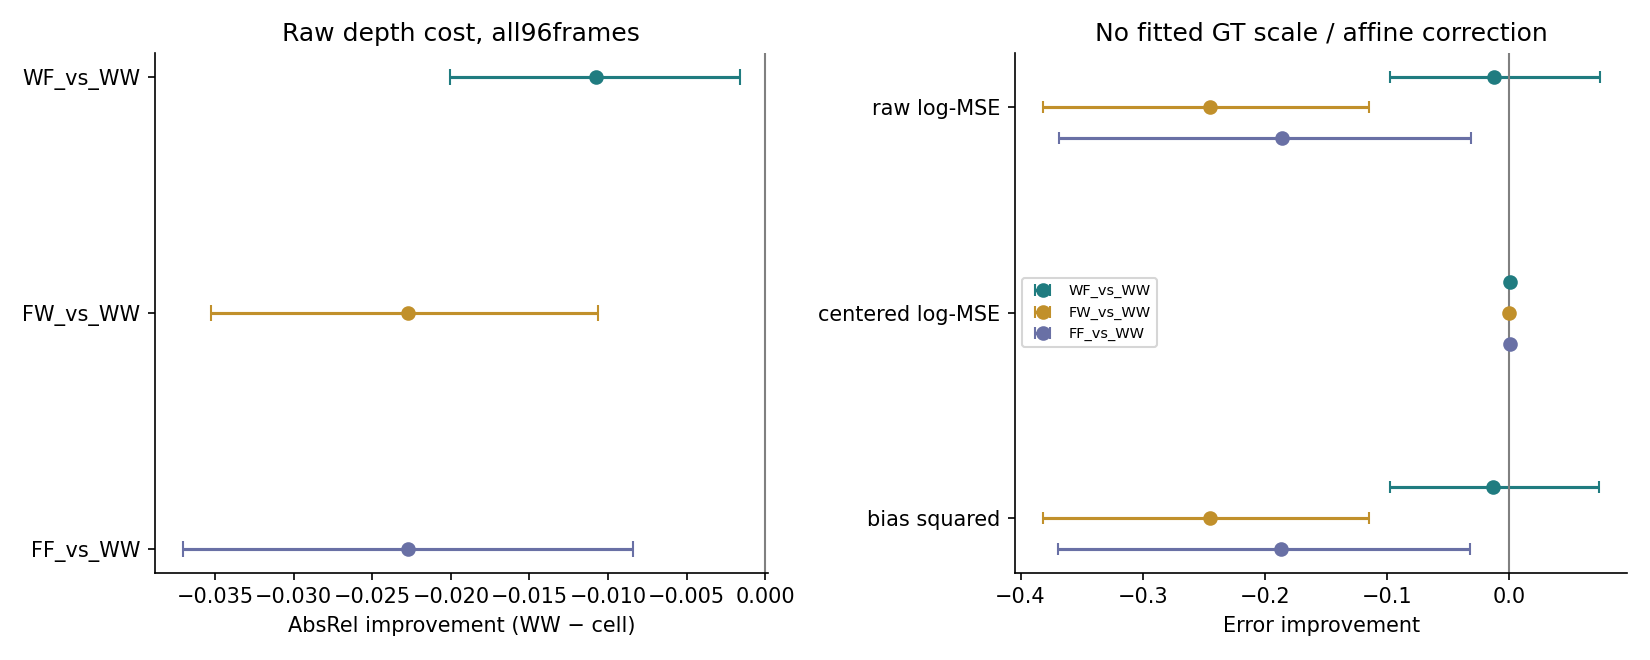 Raw depth cost, all96frames
WF_vs_WW
FW_vs_WW
FF_vs_WW
−0.035 −0.030 −0.025 −0.020 −0.015 −0.010 −0.005 0.000
AbsRel improvement (WW − cell)
No fitted GT scale / affine correction
raw log-MSE
centered log-MSE
bias squared
WF_vs_WW
FW_vs_WW
FF_vs_WW
−0.4 −0.3 −0.2 −0.1 0.0
Error improvement